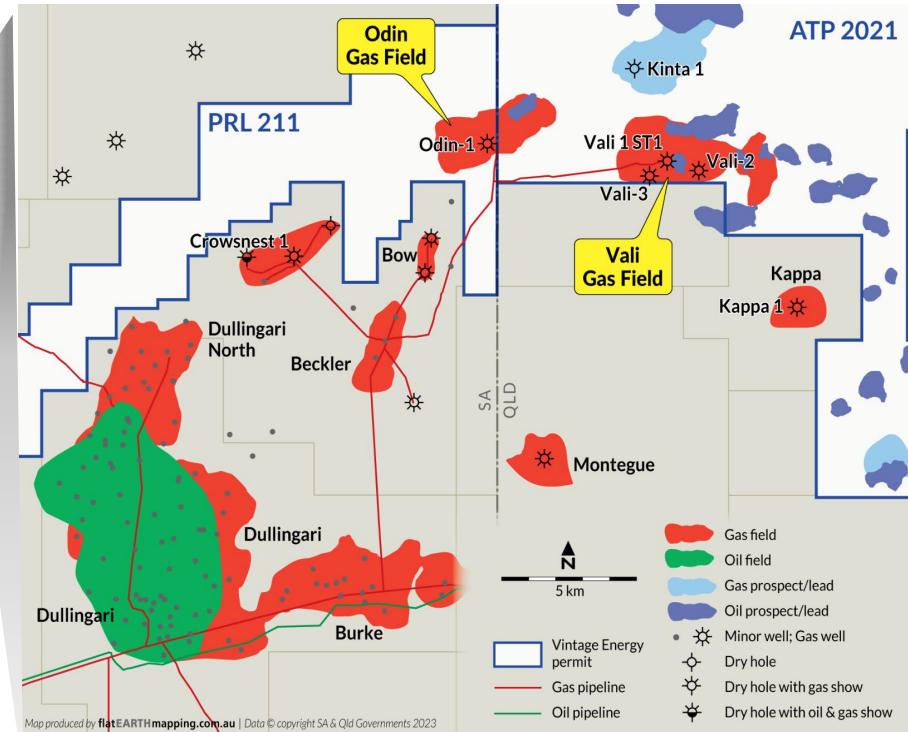 Odin
Gas Field
ATP 2021
Kinta 1
PRL 211
Odin-1
Vali 1 ST1
Vali-2
Vali-3
Crowsnest 1
Bow
Vali
Gas Field
Kappa
Kappa 1
Dullingari
North
Beckler
SA
QLD
Montegue
Dullingari
Dullingari
Burke
N
5 km
Gas field
Oil field
Gas prospect/lead
Oil prospect/lead
Minor well; Gas well
Dry hole
Dry hole with gas show
Dry hole with oil & gas show
Vintage Energy
permit
Gas pipeline
Oil pipeline
Map produced by flatEARTHmapping.com.au | Data © copyright SA & Qld Governments 2023